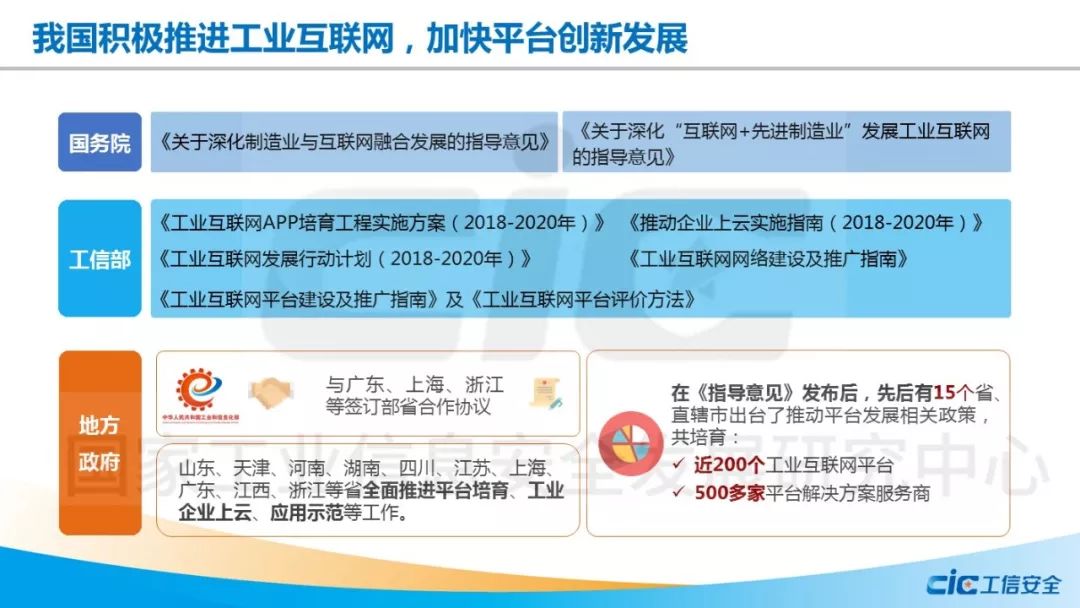 我国积极推进工业互联网，加快平台创新发展
国务院
《关于深化制造业与互联网融合发展的指导意见》
《关于深化“互联网+先进制造业”发展工业互联网
的指导意见》
工信部
《工业互联网APP培育工程实施方案（2018-2020年）》 《推动企业上云实施指南（2018-2020年）》
《工业互联网发展行动计划（2018-2020年）》 《工业互联网网络建设及推广指南》
《工业互联网平台建设及推广指南》及《工业互联网平台评价方法》
地方
政府
中华人民共和国工业和信息化部
与广东、上海、浙江
等签订部省合作协议
山东、天津、河南、湖南、四川、江苏、上海、
广东、江西、浙江等省全面推进平台培育、工业
企业上云、应用示范等工作。
在《指导意见》发布后，先后有15个省、
直辖市出台了推动平台发展相关政策，
共培育：
✓ 近200个工业互联网平台
✓ 500多家平台解决方案服务商
CIC
国家工业信息安全发展研究中心
CIC工信安全